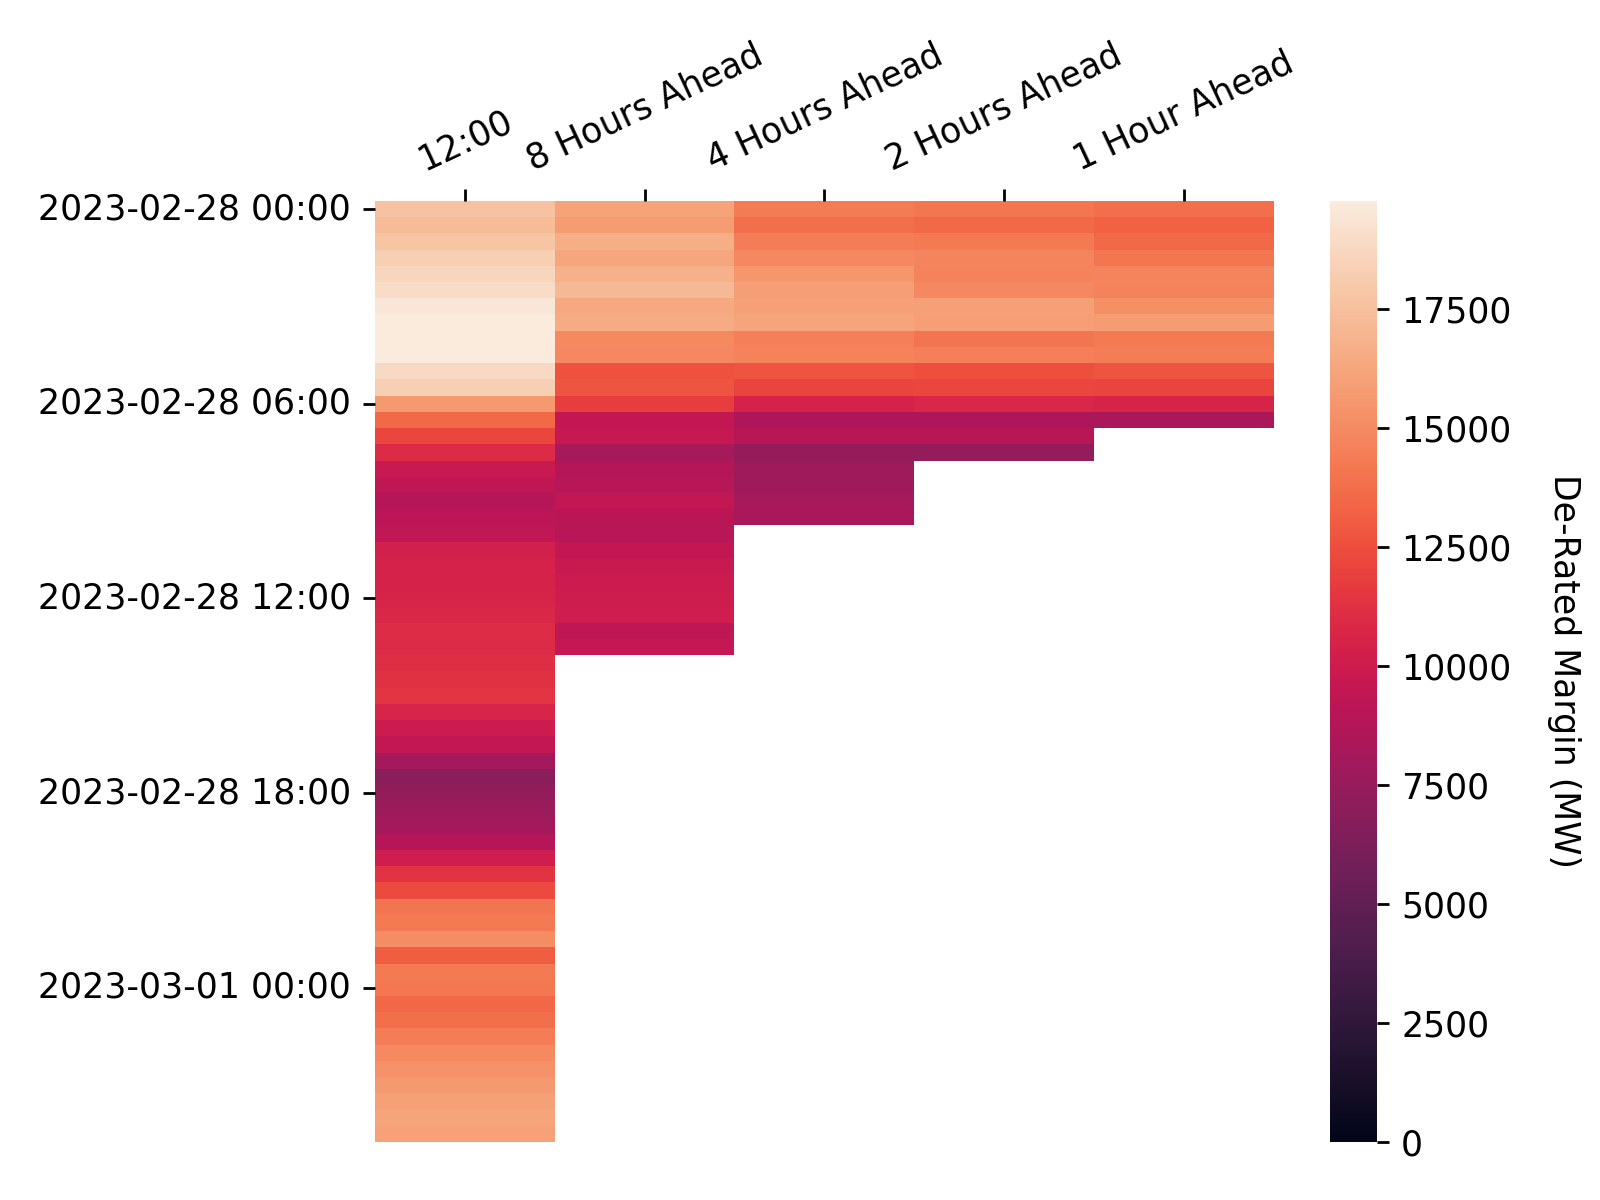 12:00
8 Hours Ahead
4 Hours Ahead
2 Hours Ahead
1 Hour Ahead
2023-02-28 00:00
2023-02-28 06:00
2023-02-28 12:00
2023-02-28 18:00
2023-03-01 00:00
17500
15000
12500
10000
7500
5000
2500
0
De-Rated Margin (MW)